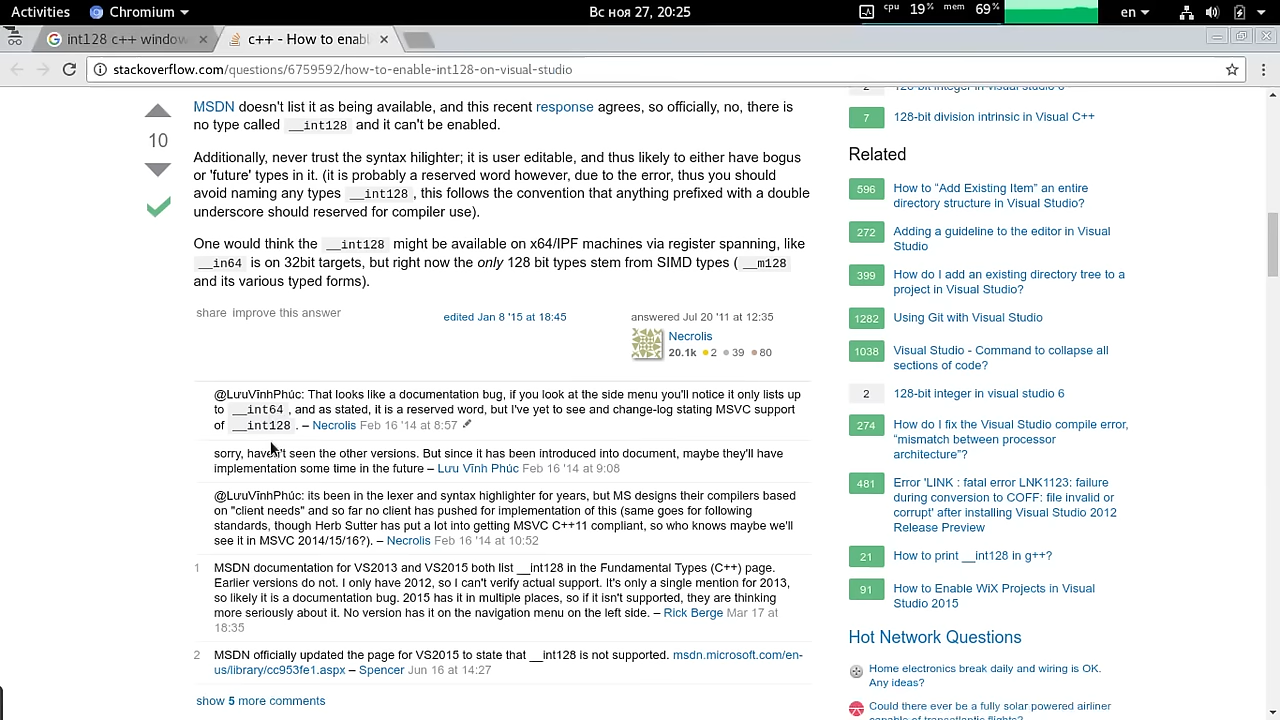 Activities
Chromium
Вс ноя 27, 20:25
cpu 19%
mem 69%
en
int128 c++ window
c++ - How to enabl
stackoverflow.com/questions/6759592/how-to-enable-int128-on-visual-studio
MSDN doesn't list it as being available, and this recent response agrees, so officially, no, there is
no type called __int128 and it can't be enabled.
10
Additionally, never trust the syntax hilighter; it is user editable, and thus likely to either have bogus
or 'future' types in it. (it is probably a reserved word however, due to the error, thus you should
avoid naming any types __int128 , this follows the convention that anything prefixed with a double
underscore should reserved for compiler use).
One would think the __int128 might be available on x64/IPF machines via register spanning, like
__in64 is on 32bit targets, but right now the only 128 bit types stem from SIMD types ( __m128
and its various typed forms).
share improve this answer
edited Jan 8 '15 at 18:45
answered Jul 20 '11 at 12:35
Necrolis
20.1k 2 39 80
@LưuVĩnhPhúc: That looks like a documentation bug, if you look at the side menu you'll notice it only lists up
to __int64 , and as stated, it is a reserved word, but I've yet to see and change-log stating MSVC support
of __int128 . – Necrolis Feb 16 '14 at 8:57
sorry, haven't seen the other versions. But since it has been introduced into document, maybe they'll have
implementation some time in the future – Lưu Vĩnh Phúc Feb 16 '14 at 9:08
@LưuVĩnhPhúc: its been in the lexer and syntax highlighter for years, but MS designs their compilers based
on "client needs" and so far no client has pushed for implementation of this (same goes for following
standards, though Herb Sutter has put a lot into getting MSVC C++11 compliant, so who knows maybe we'll
see it in MSVC 2014/15/16?). – Necrolis Feb 16 '14 at 10:52
1 MSDN documentation for VS2013 and VS2015 both list __int128 in the Fundamental Types (C++) page.
Earlier versions do not. I only have 2012, so I can't verify actual support. It's only a single mention for 2013,
so likely it is a documentation bug. 2015 has it in multiple places, so if it isn't supported, they are thinking
more seriously about it. No version has it on the navigation menu on the left side. – Rick Berge Mar 17 at
18:35
2 MSDN officially updated the page for VS2015 to state that __int128 is not supported. msdn.microsoft.com/en-
us/library/cc953fe1.aspx – Spencer Jun 16 at 14:27
show 5 more comments
2 128-bit integer in visual studio 6
7 128-bit division intrinsic in Visual C++
Related
596 How to “Add Existing Item” an entire
directory structure in Visual Studio?
272 Adding a guideline to the editor in Visual
Studio
399 How do I add an existing directory tree to a
project in Visual Studio?
1282 Using Git with Visual Studio
1038 Visual Studio - Command to collapse all
sections of code?
2 128-bit integer in visual studio 6
274 How do I fix the Visual Studio compile error,
“mismatch between processor
architecture”?
481 Error 'LINK : fatal error LNK1123: failure
during conversion to COFF: file invalid or
corrupt' after installing Visual Studio 2012
Release Preview
21 How to print __int128 in g++?
91 How to Enable WiX Projects in Visual
Studio 2015
Hot Network Questions
Home electronics break daily and wiring is OK.
Any ideas?
Could there ever be a fully solar powered airliner
capable of transatlantic flights?